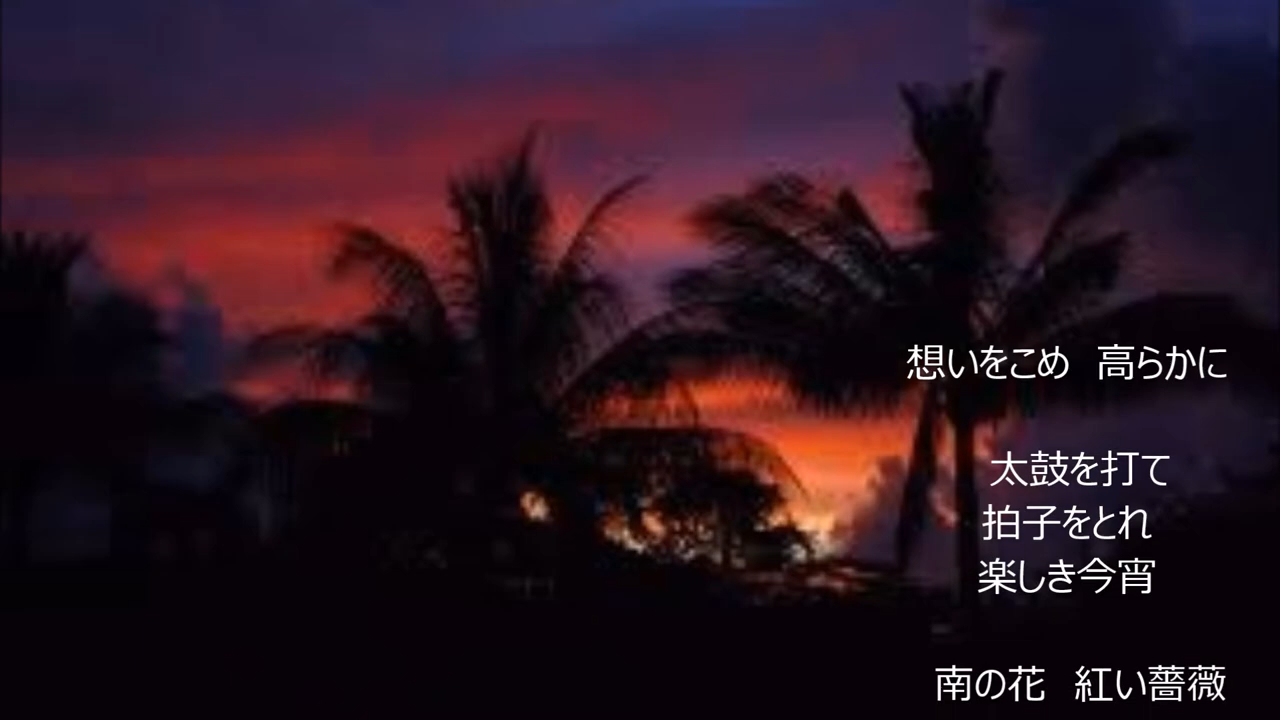 想いをこめ　高らかに
太鼓を打て
拍子をとれ
楽しき今宵
南の花　紅い薔薇